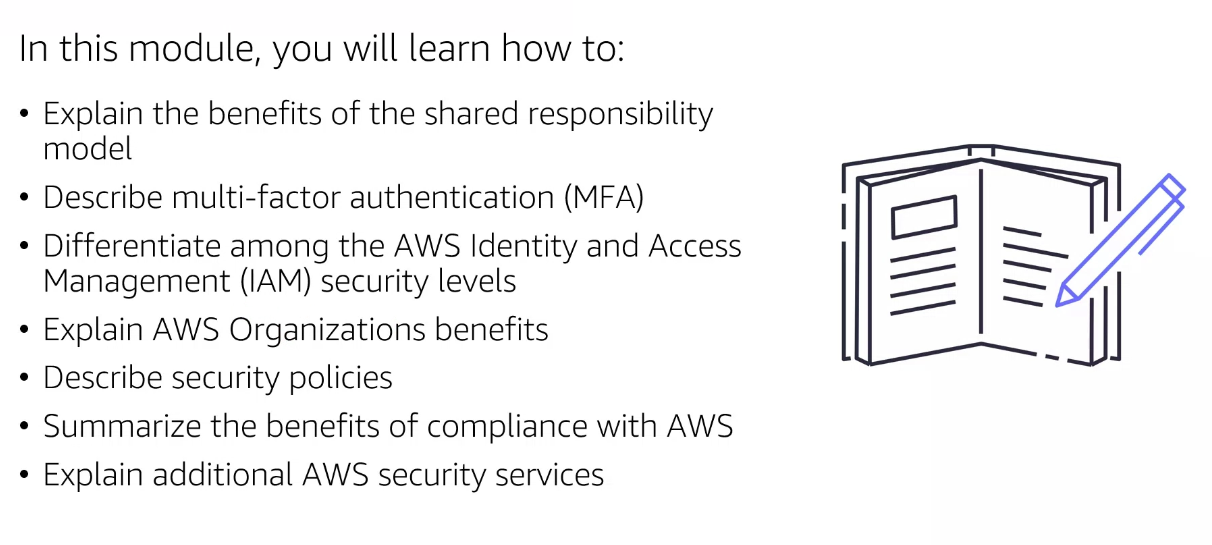 In this module, you will learn how to:
• Explain the benefits of the shared responsibility
model
• Describe multi-factor authentication (MFA)
• Differentiate among the AWS Identity and Access
Management (IAM) security levels
• Explain AWS Organizations benefits
• Describe security policies
• Summarize the benefits of compliance with AWS
• Explain additional AWS security services